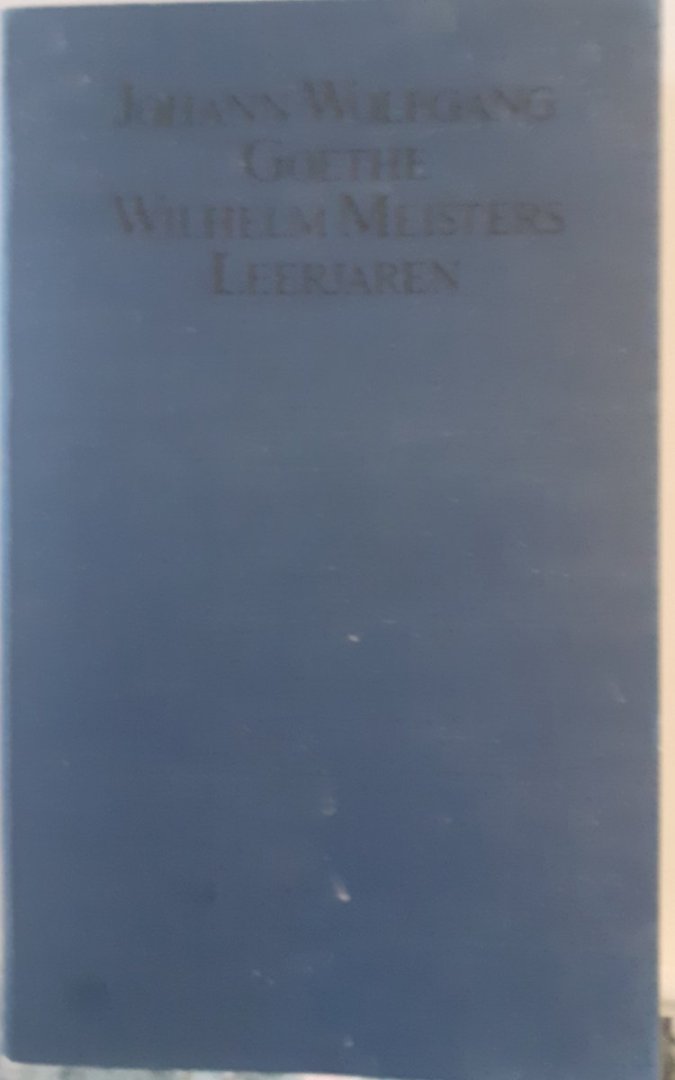 JOHANN WOLFGANG
GOETHE
WILHELM MEISTERS
LEERJAREN